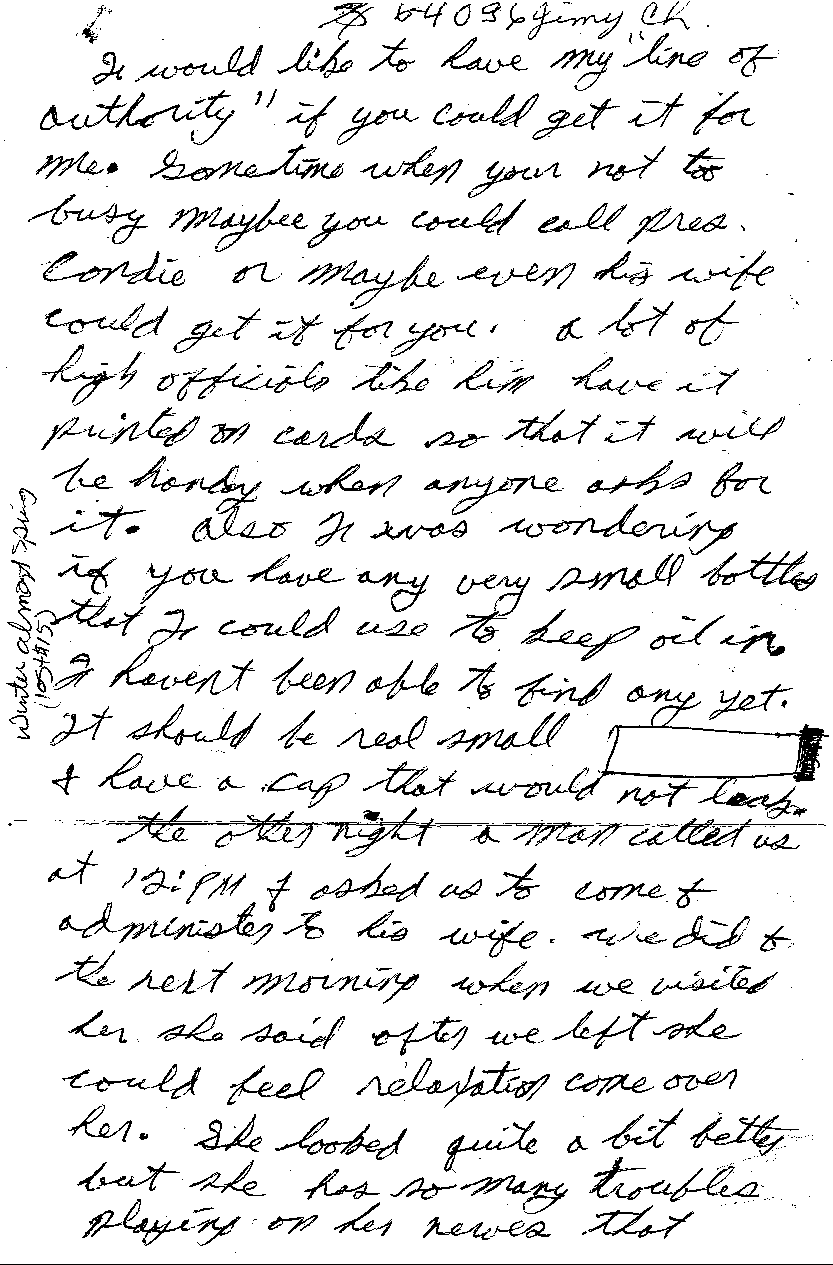 64096 Jimy Ch.
I would like to have my "line of
authority" if you could get it for
me. Sometime when your not too
busy maybee you could call pres.
Condie or maybe even his wife
could get it for you. a lot of
high officials like him have it
printed on cards so that it will
be handy when anyone asks for
it. also I was wondering
if you have any very small bottles
that I could use to keep oil in.
I havent been able to find any yet.
It should be real small
& have a cap that would not leak.
the other night a man called us
at 12:PM & asked us to come &
administer to his wife. we did &
the next morning when we visited
her she said after we left she
could feel relaxation come over
her. She looked quite a bit better
but she has so many troubles
playing on her nerves that
Winter almost Spring